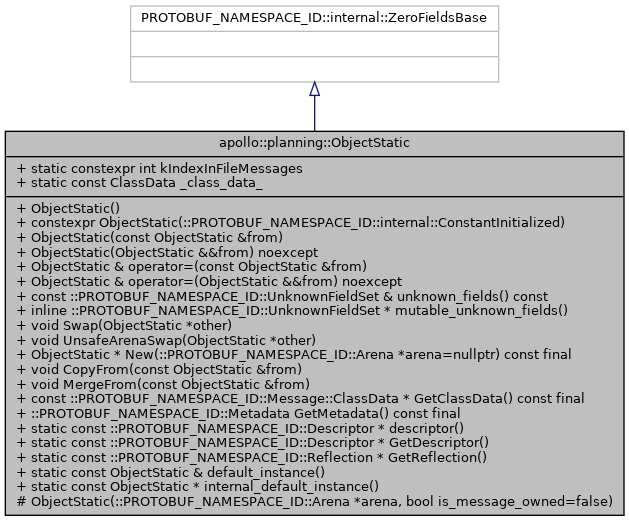 PROTOBUF_NAMESPACE_ID::internal::ZeroFieldsBase
apollo::planning::ObjectStatic
+ static constexpr int kIndexInFileMessages
+ static const ClassData _class_data_
+ ObjectStatic()
+ constexpr ObjectStatic(::PROTOBUF_NAMESPACE_ID::internal::ConstantInitialized)
+ ObjectStatic(const ObjectStatic &from)
+ ObjectStatic(ObjectStatic &&from) noexcept
+ ObjectStatic & operator=(const ObjectStatic &from)
+ ObjectStatic & operator=(ObjectStatic &&from) noexcept
+ const ::PROTOBUF_NAMESPACE_ID::UnknownFieldSet & unknown_fields() const
+ inline ::PROTOBUF_NAMESPACE_ID::UnknownFieldSet * mutable_unknown_fields()
+ void Swap(ObjectStatic *other)
+ void UnsafeArenaSwap(ObjectStatic *other)
+ ObjectStatic * New(::PROTOBUF_NAMESPACE_ID::Arena *arena=nullptr) const final
+ void CopyFrom(const ObjectStatic &from)
+ void MergeFrom(const ObjectStatic &from)
+ const ::PROTOBUF_NAMESPACE_ID::Message::ClassData * GetClassData() const final
+ ::PROTOBUF_NAMESPACE_ID::Metadata GetMetadata() const final
+ static const ::PROTOBUF_NAMESPACE_ID::Descriptor * descriptor()
+ static const ::PROTOBUF_NAMESPACE_ID::Descriptor * GetDescriptor()
+ static const ::PROTOBUF_NAMESPACE_ID::Reflection * GetReflection()
+ static const ObjectStatic & default_instance()
+ static const ObjectStatic * internal_default_instance()
# ObjectStatic(::PROTOBUF_NAMESPACE_ID::Arena *arena, bool is_message_owned=false)